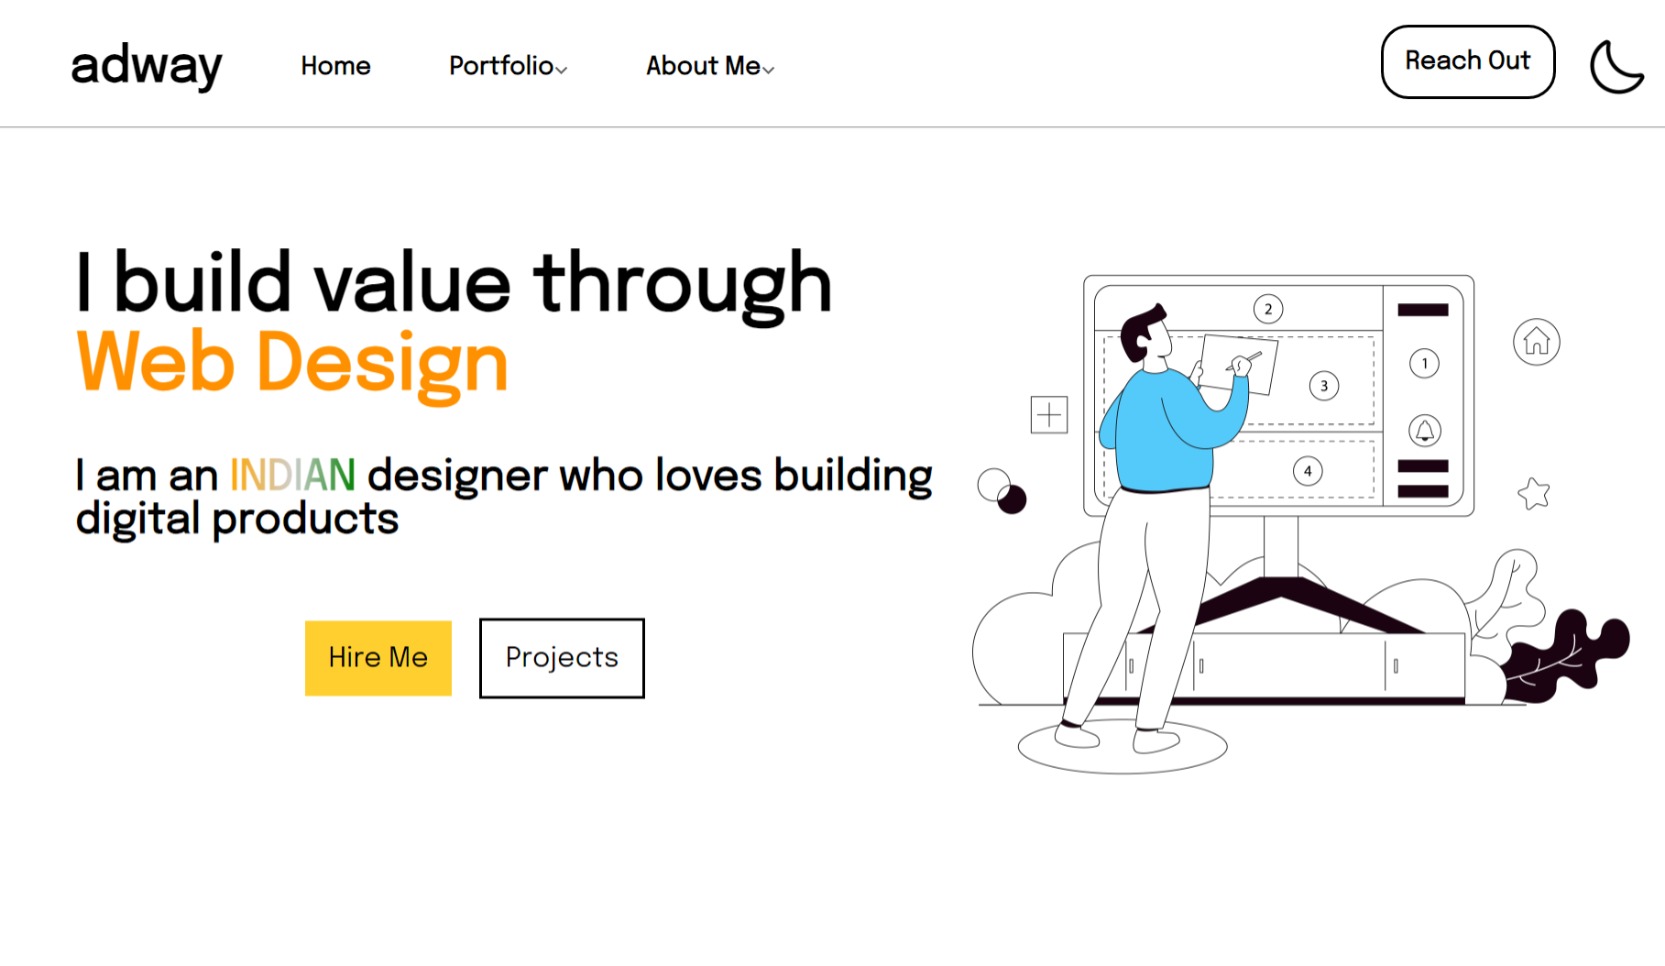 adway
Home
Portfolio
About Me
Reach Out
I build value through
Web Design
I am an INDIAN designer who loves building
digital products
Hire Me
Projects
2
1
3
4